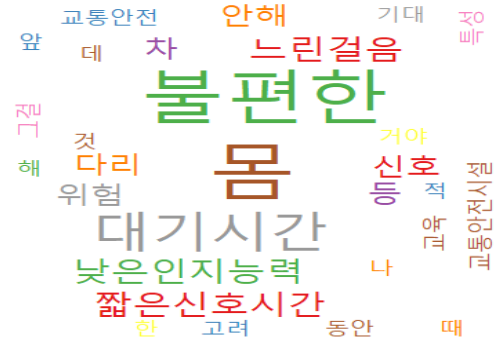 교통안전
안해
기대
특성
앞
데
차
느린걸음
불편한
그걸
것
거야
해
다리
몸
신호
위험
등
적
교통안전시설
대기시간
교육
낮은인지능력
나
짧은신호시간
한
고려
동안
때